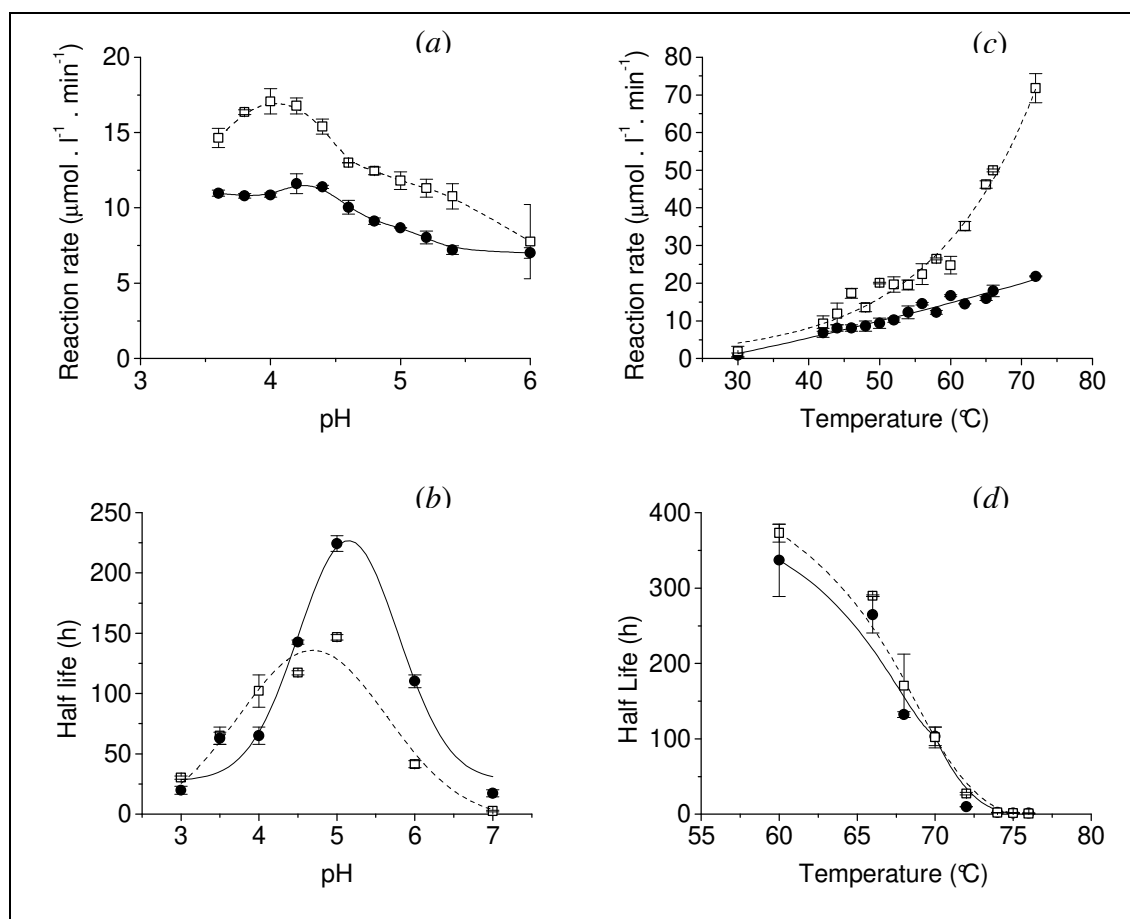 (a)
20
15
10
5
0
Reaction rate (µmol . l⁻¹ . min⁻¹)
3 4 5 6
pH
(c)
80
70
60
50
40
30
20
10
0
Reaction rate (µmol . l⁻¹ . min⁻¹)
30 40 50 60 70 80
Temperature (°C)
(b)
250
200
150
100
50
0
Half life (h)
3 4 5 6 7
pH
(d)
400
300
200
100
0
Half Life (h)
55 60 65 70 75 80
Temperature (°C)